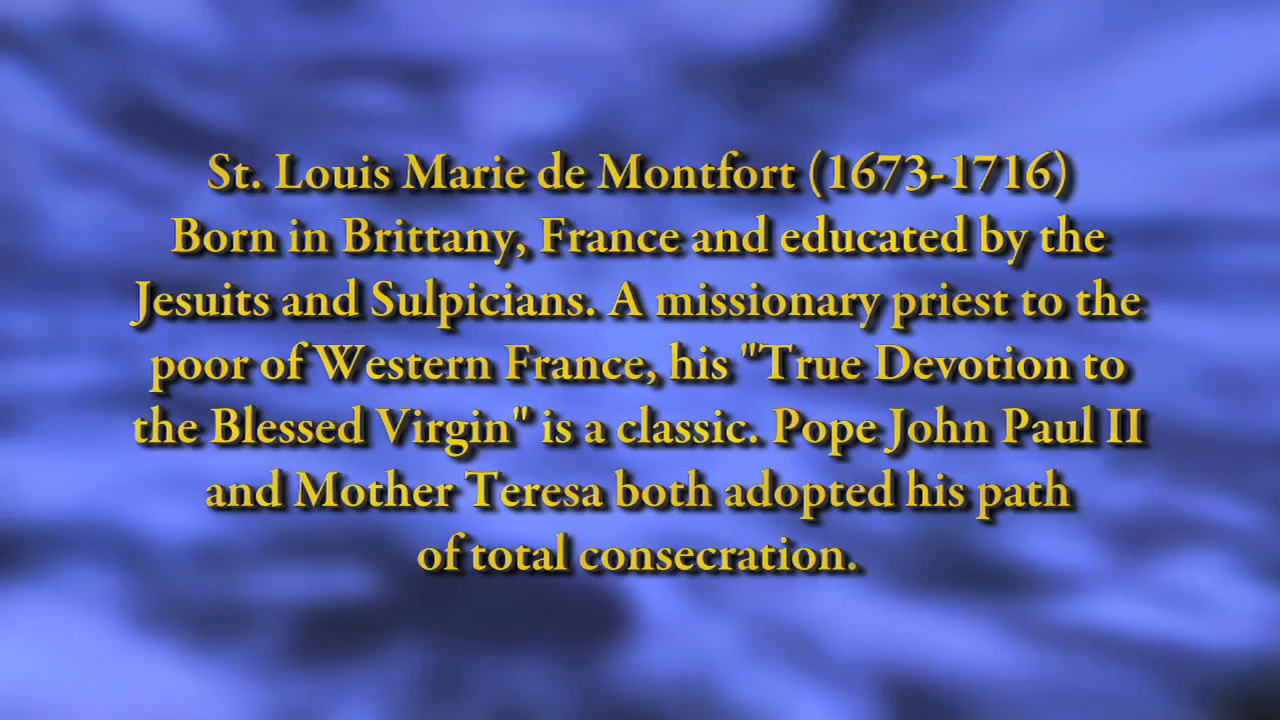 St. Louis Marie de Montfort (1673-1716)
Born in Brittany, France and educated by the
Jesuits and Sulpicians. A missionary priest to the
poor of Western France, his "True Devotion to
the Blessed Virgin" is a classic. Pope John Paul II
and Mother Teresa both adopted his path
of total consecration.